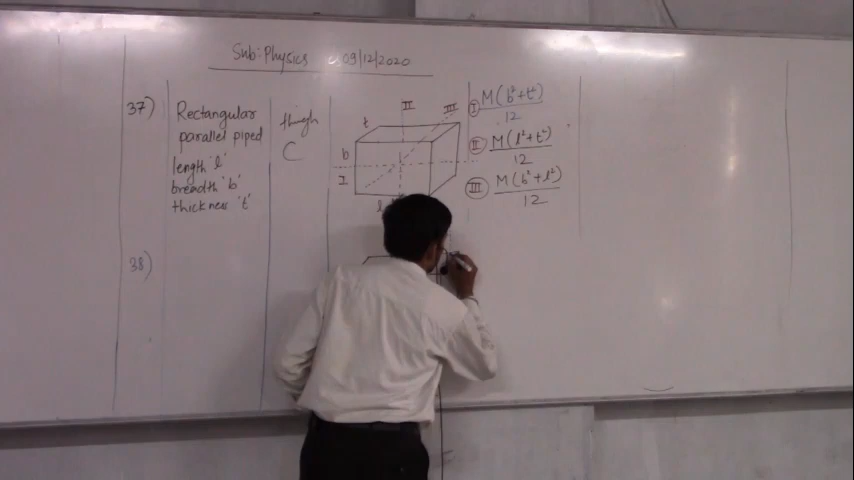 Sub: Physics 09/12/2020
37)
Rectangular
parallel piped
length 'l'
breadth 'b'
thickness 't'
through
C
t
II
III
b
I
l
I M(b²+t²)
12
II M(l²+t²)
12
III M(b²+l²)
12
38)